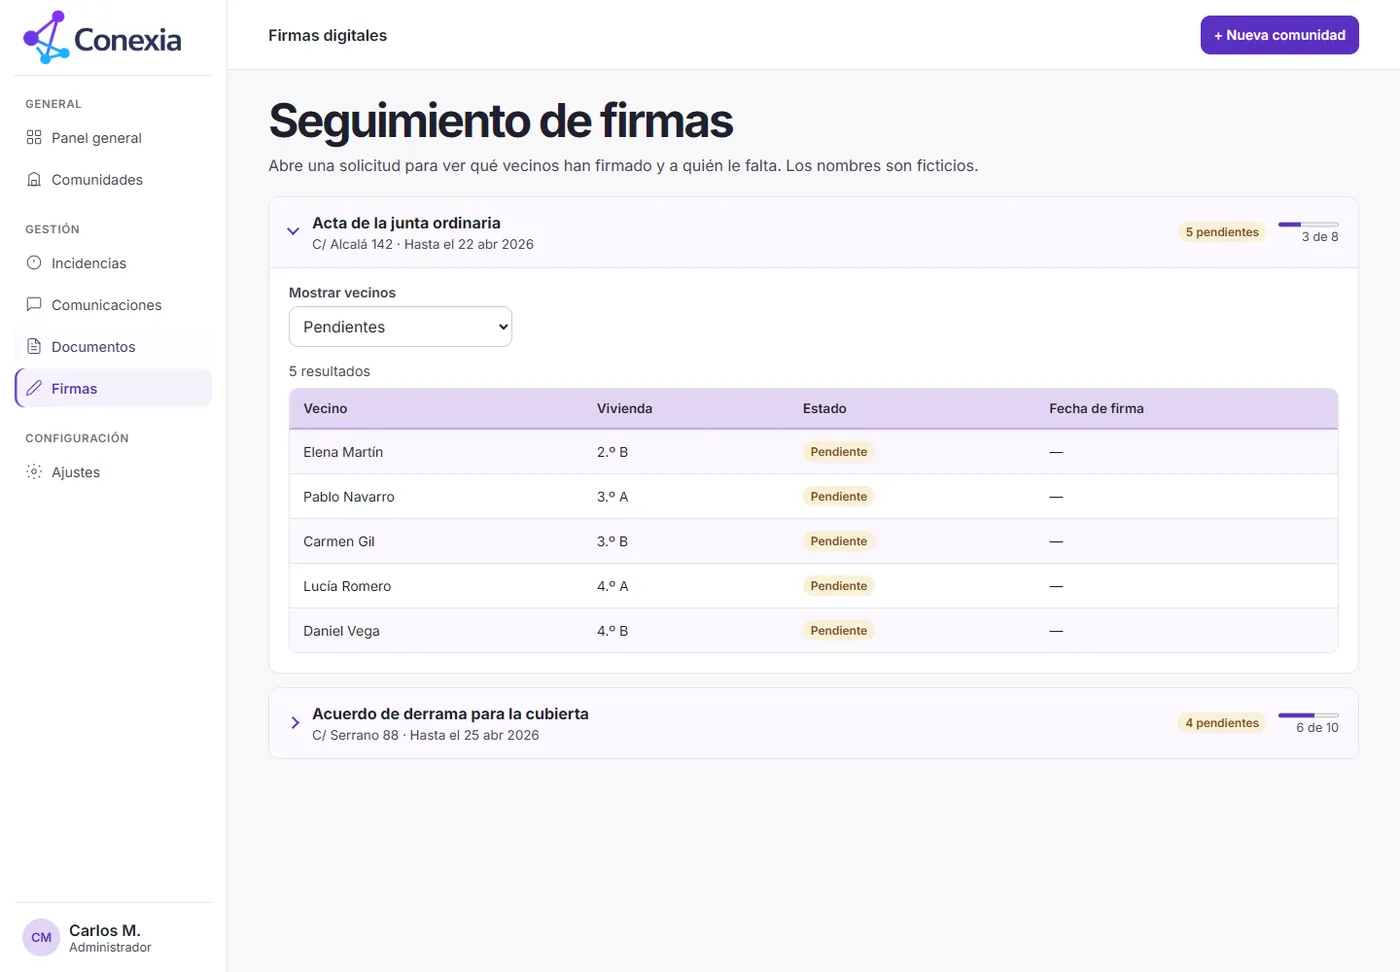 Conexia
GENERAL
Panel general
Comunidades
GESTIÓN
Incidencias
Comunicaciones
Documentos
Firmas
CONFIGURACIÓN
Ajustes
CM
Carlos M.
Administrador
Firmas digitales
+ Nueva comunidad
Seguimiento de firmas
Abre una solicitud para ver qué vecinos han firmado y a quién le falta. Los nombres son ficticios.
Acta de la junta ordinaria
C/ Alcalá 142 · Hasta el 22 abr 2026
5 pendientes
3 de 8
Mostrar vecinos
Pendientes
5 resultados
Vecino Vivienda Estado Fecha de firma
Elena Martín 2.º B Pendiente —
Pablo Navarro 3.º A Pendiente —
Carmen Gil 3.º B Pendiente —
Lucía Romero 4.º A Pendiente —
Daniel Vega 4.º B Pendiente —
Acuerdo de derrama para la cubierta
C/ Serrano 88 · Hasta el 25 abr 2026
4 pendientes
6 de 10